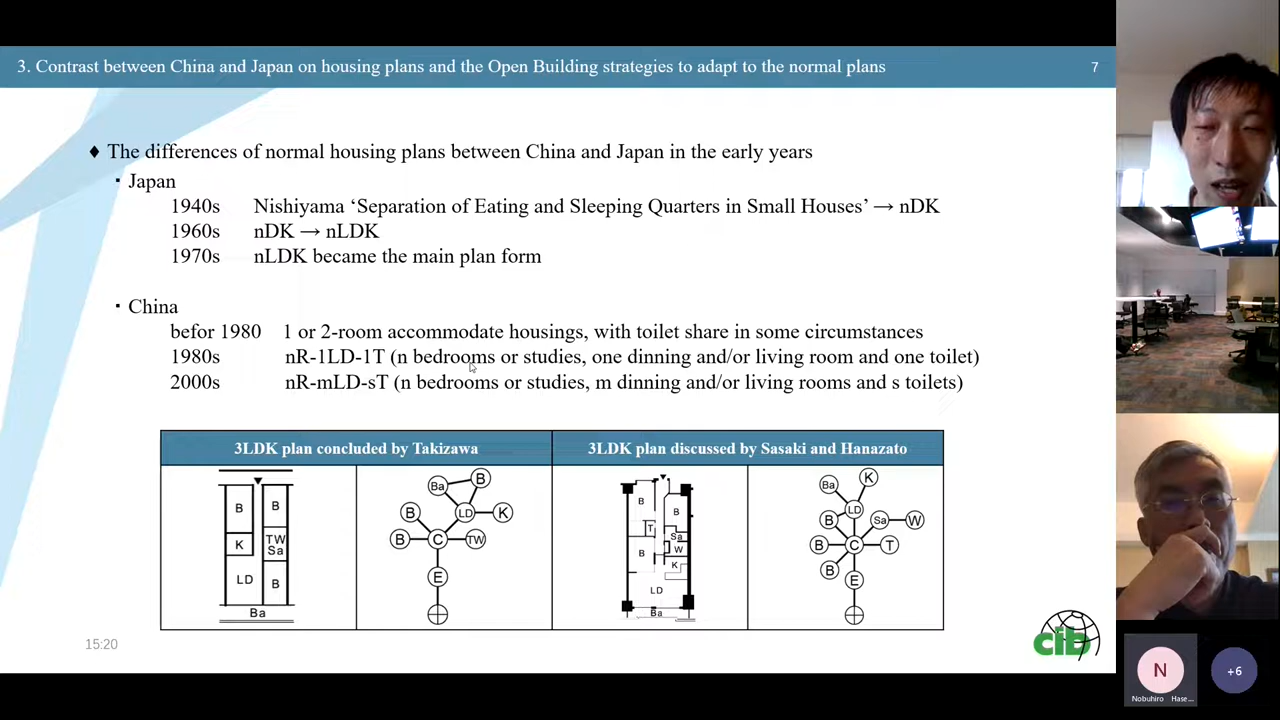 3. Contrast between China and Japan on housing plans and the Open Building strategies to adapt to the normal plans
7
♦ The differences of normal housing plans between China and Japan in the early years
· Japan
1940s Nishiyama ‘Separation of Eating and Sleeping Quarters in Small Houses’ → nDK
1960s nDK → nLDK
1970s nLDK became the main plan form
· China
befor 1980 1 or 2-room accommodate housings, with toilet share in some circumstances
1980s nR-1LD-1T (n bedrooms or studies, one dinning and/or living room and one toilet)
2000s nR-mLD-sT (n bedrooms or studies, m dinning and/or living rooms and s toilets)
3LDK plan concluded by Takizawa
3LDK plan discussed by Sasaki and Hanazato
B B
K TW
Sa
LD B
Ba
Ba B
B LD K
B C TW
E
B
B
T
Sa
B W
K
LD
Ba
Ba K
LD
B Sa W
B C T
B E
15:20
cib
N
+6
Nobuhiro Hase...